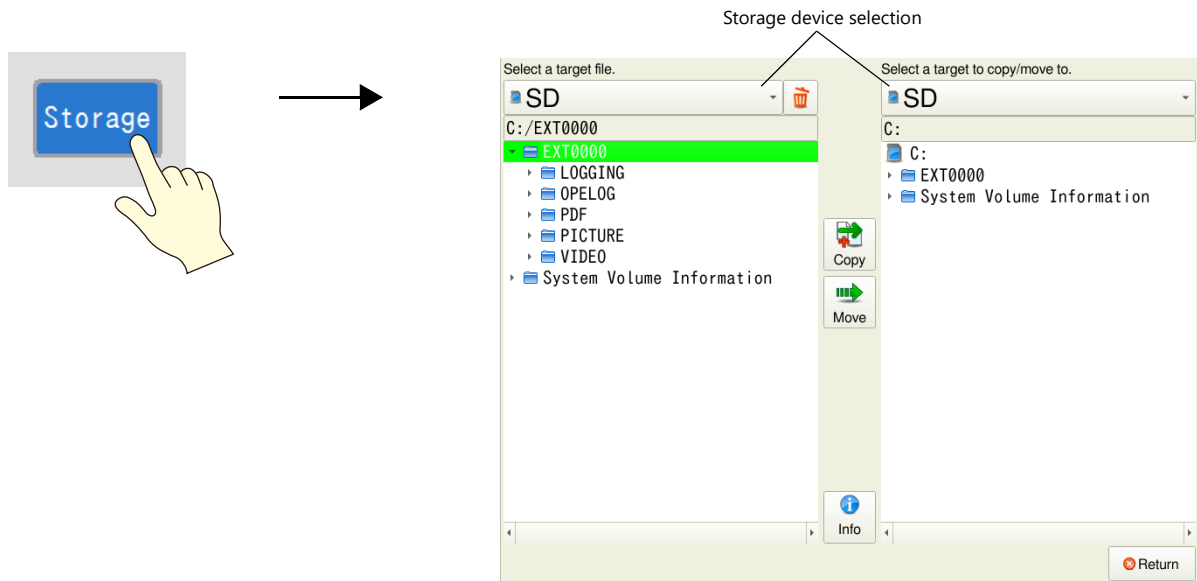 Storage device selection
Storage
Select a target file.
SD
C:/EXT0000
EXT0000
LOGGING
OPELOG
PDF
PICTURE
VIDEO
System Volume Information
Copy
Move
Info
Select a target to copy/move to.
SD
C:
C:
EXT0000
System Volume Information
Return